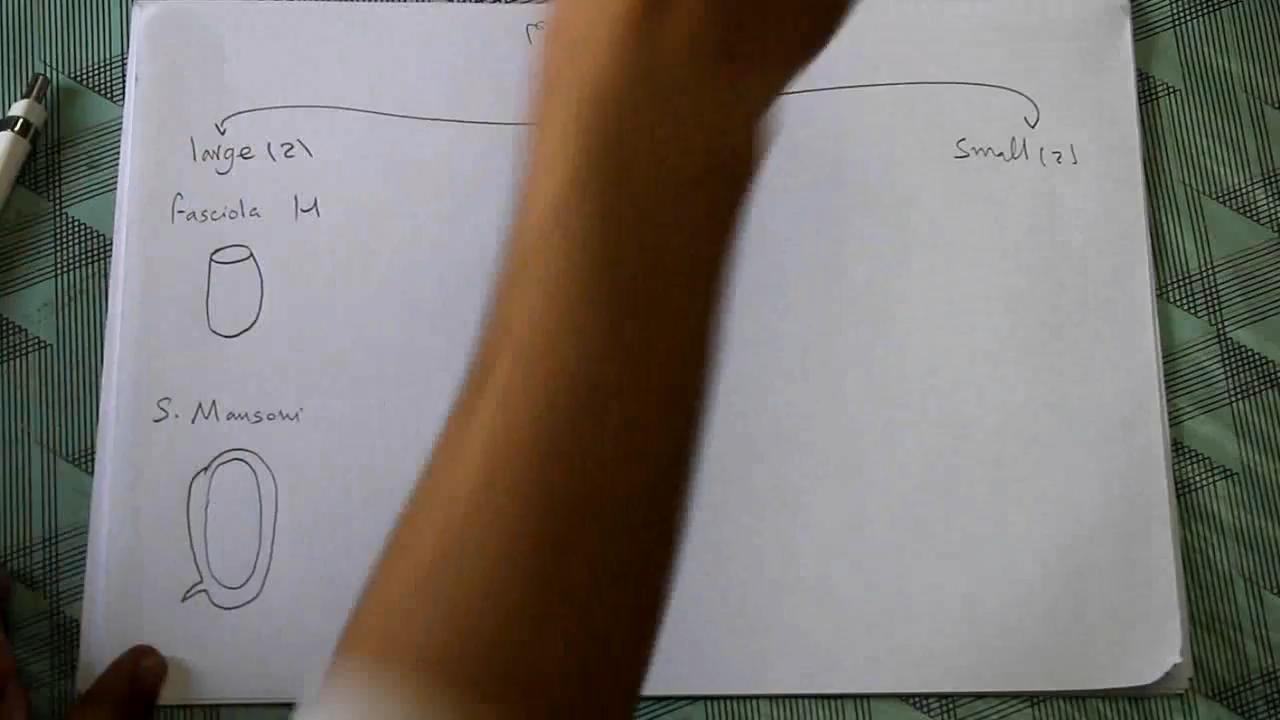 large (2)
Small (2)
fasciola H
S. Mansoni